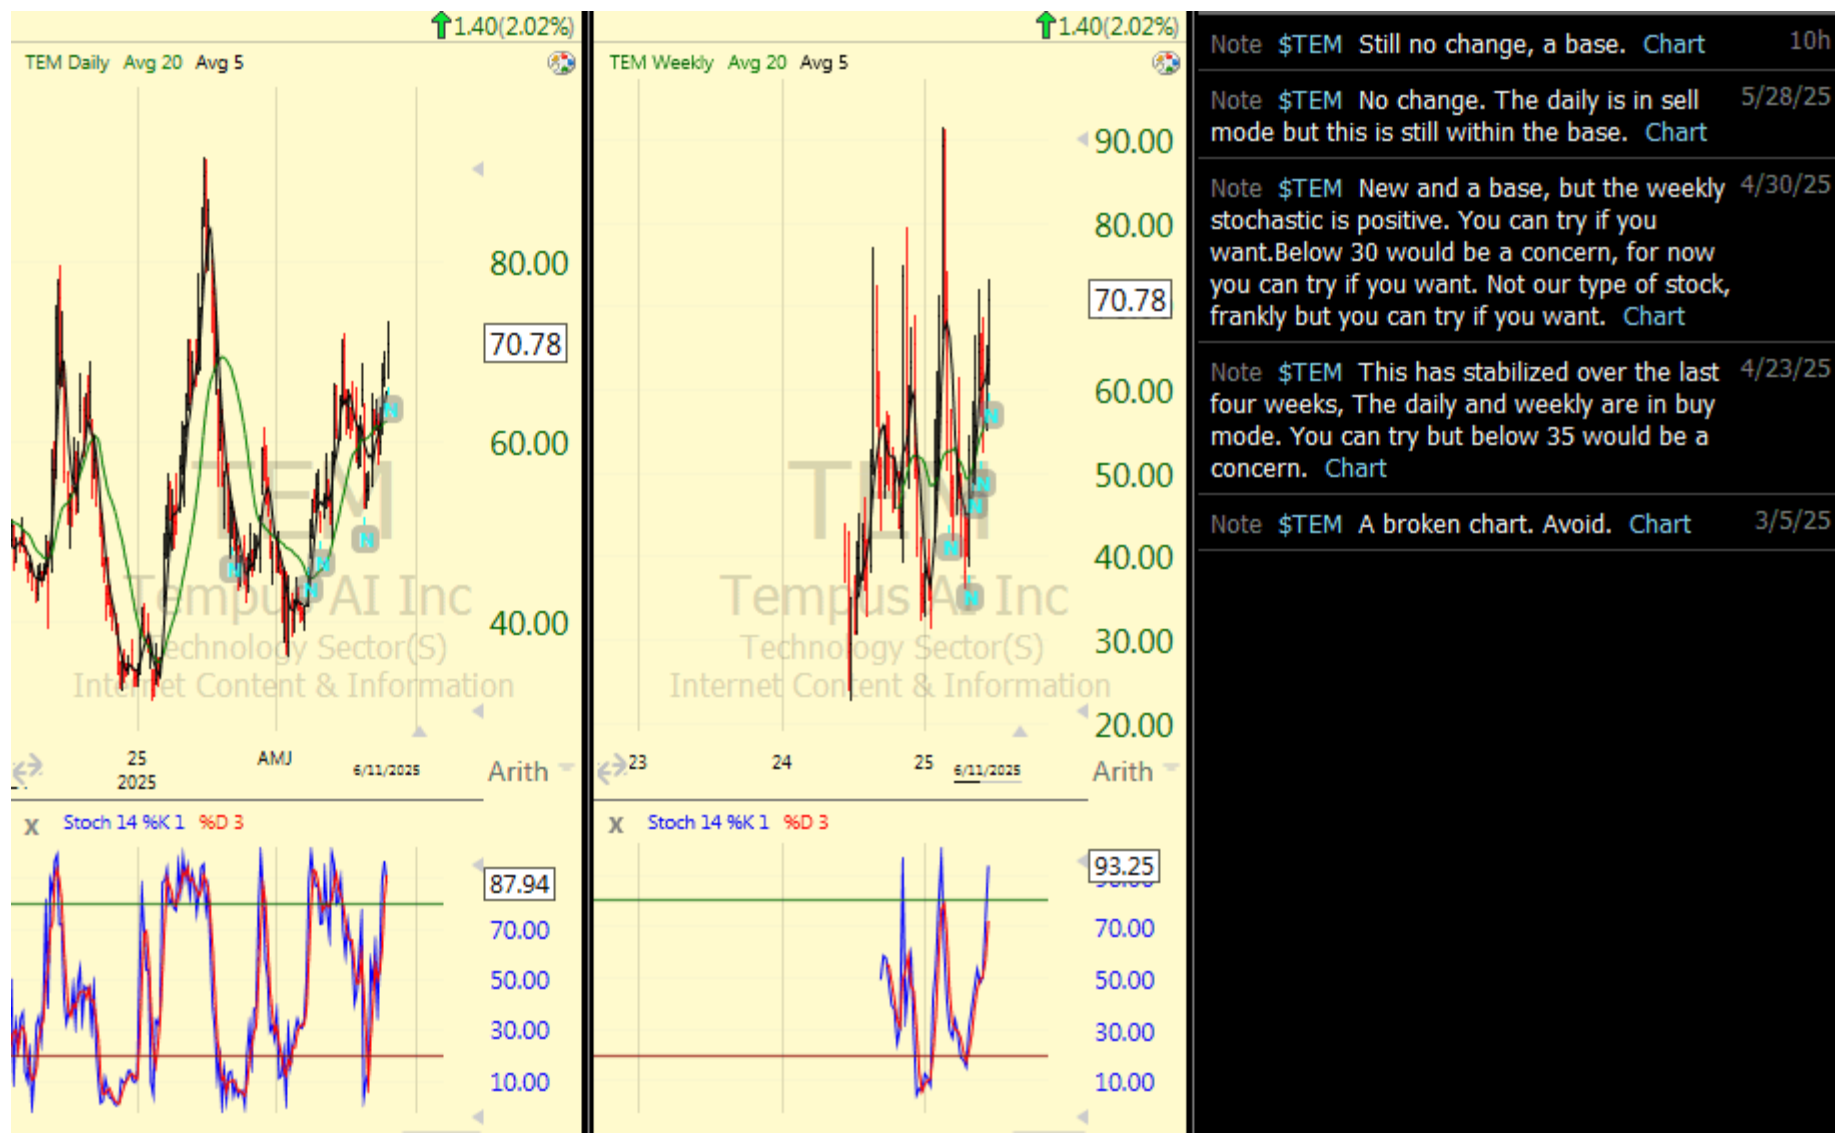 1.40(2.02%)
TEM Daily Avg 20 Avg 5
80.00
70.78
60.00
40.00
TEM
Tempus AI Inc
Technology Sector(S)
Internet Content & Information
25
2025
AMJ
6/11/2025
Arith
X Stoch 14 %K 1 %D 3
87.94
70.00
50.00
30.00
10.00
N
N
N
N
N
1.40(2.02%)
TEM Weekly Avg 20 Avg 5
90.00
80.00
70.78
60.00
50.00
40.00
30.00
20.00
TEM
Tempus AI Inc
Technology Sector(S)
Internet Content & Information
23
24
25
6/11/2025
Arith
X Stoch 14 %K 1 %D 3
93.25
70.00
50.00
30.00
10.00
N
N
N
N
N
Note $TEM Still no change, a base. Chart 10h
Note $TEM No change. The daily is in sell 5/28/25
mode but this is still within the base. Chart
Note $TEM New and a base, but the weekly 4/30/25
stochastic is positive. You can try if you
want.Below 30 would be a concern, for now
you can try if you want. Not our type of stock,
frankly but you can try if you want. Chart
Note $TEM This has stabilized over the last 4/23/25
four weeks, The daily and weekly are in buy
mode. You can try but below 35 would be a
concern. Chart
Note $TEM A broken chart. Avoid. Chart 3/5/25